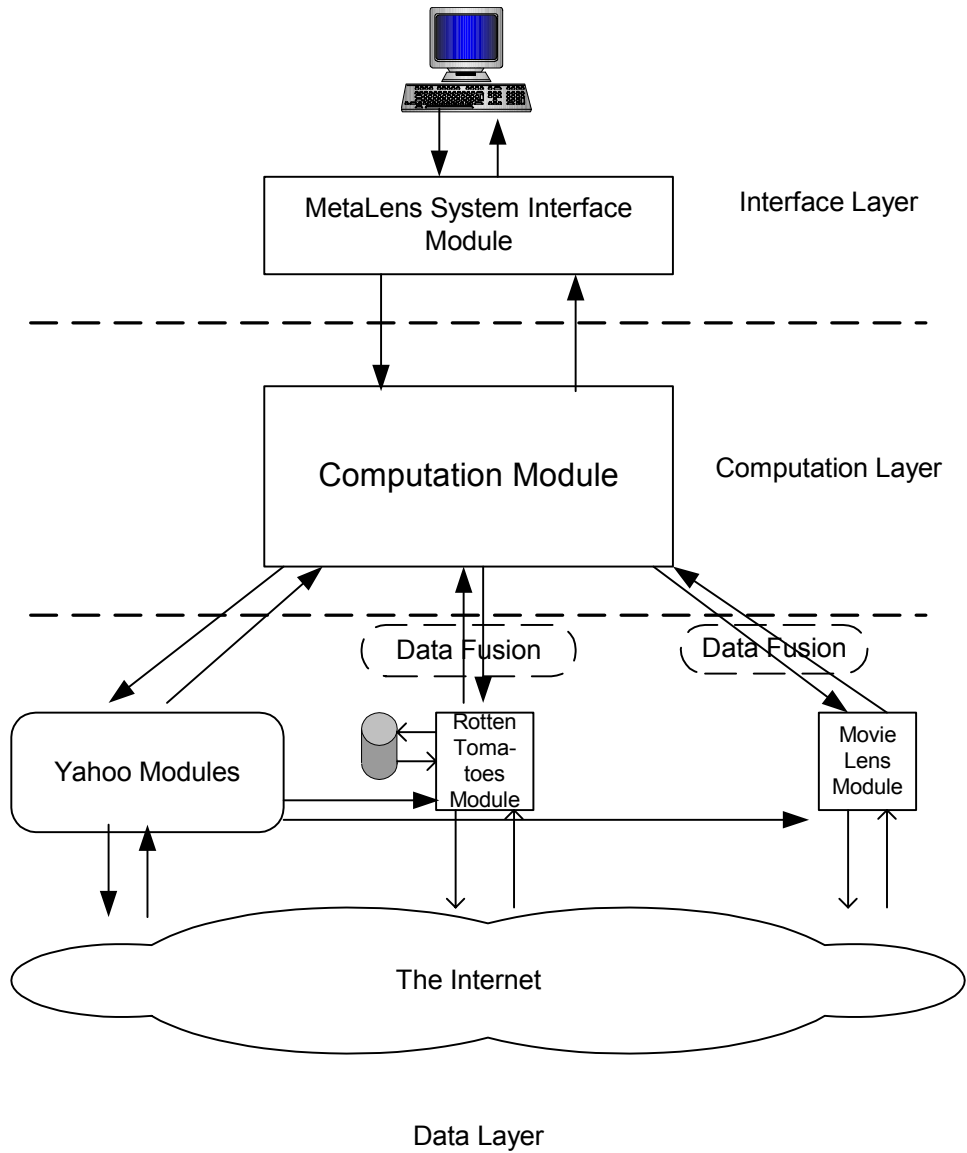 MetaLens System Interface
Module
Interface Layer
Computation Module
Computation Layer
Data Fusion
Data Fusion
Yahoo Modules
Rotten
Toma-
toes
Module
Movie
Lens
Module
The Internet
Data Layer